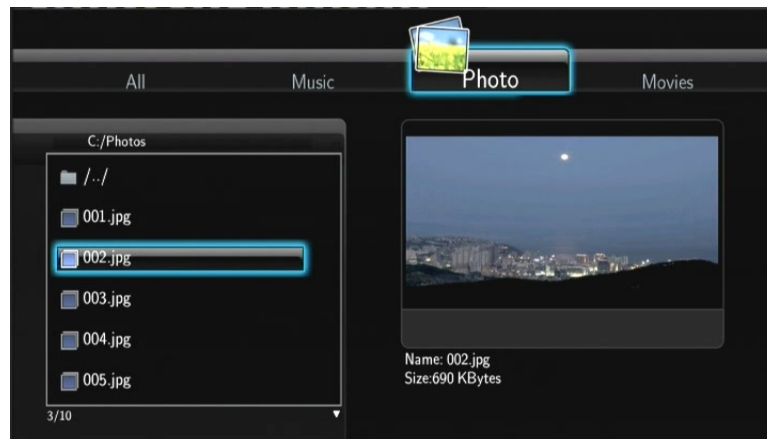 All Music Photo Movies
C:/Photos
/../
001.jpg
002.jpg
003.jpg
004.jpg
005.jpg
3/10
Name: 002.jpg
Size:690 KBytes